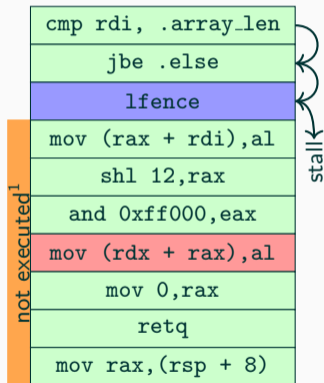 cmp rdi, .array_len
jbe .else
lfence
mov (rax + rdi),al
shl 12,rax
and 0xff000,eax
mov (rdx + rax),al
mov 0,rax
retq
mov rax,(rsp + 8)
not executed¹
stall